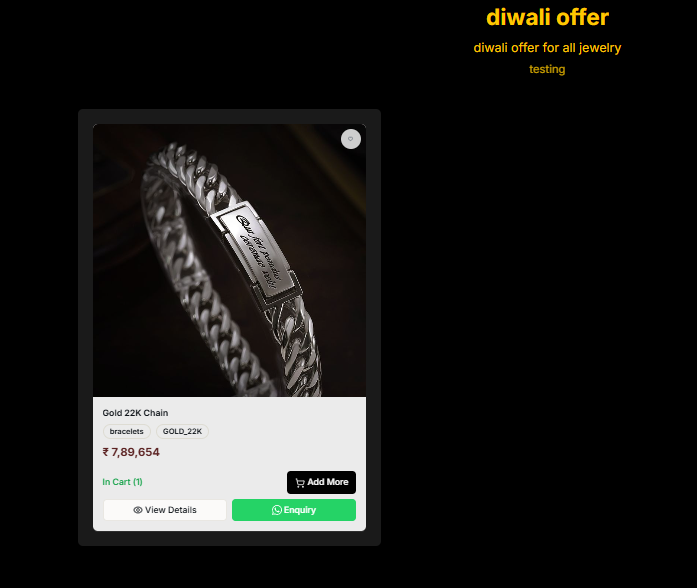 diwali offer
diwali offer for all jewelry
testing
Gold 22K Chain
bracelets GOLD_22K
₹ 7,89,654
In Cart (1) Add More
View Details Enquiry